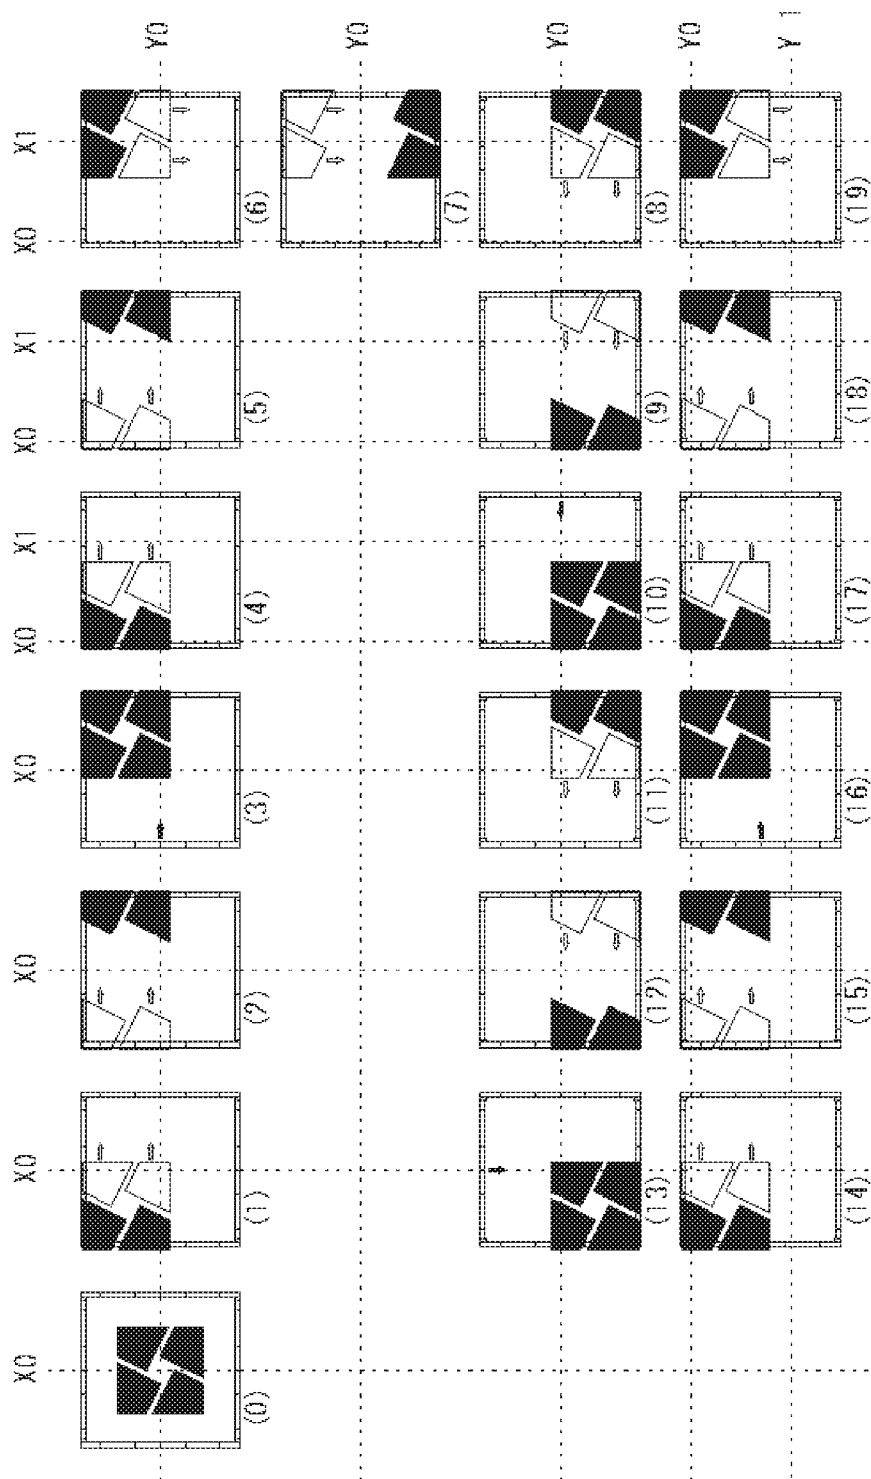 X0 X0 X0 X0 X0 X1 X0 X1 X0 X1
Y0
(0) (1) (2) (3) (4) (5) (6)
Y0
(7)
Y0
(13) (12) (11) (10) (9) (8)
Y0
Y1
(14) (15) (16) (17) (18) (19)